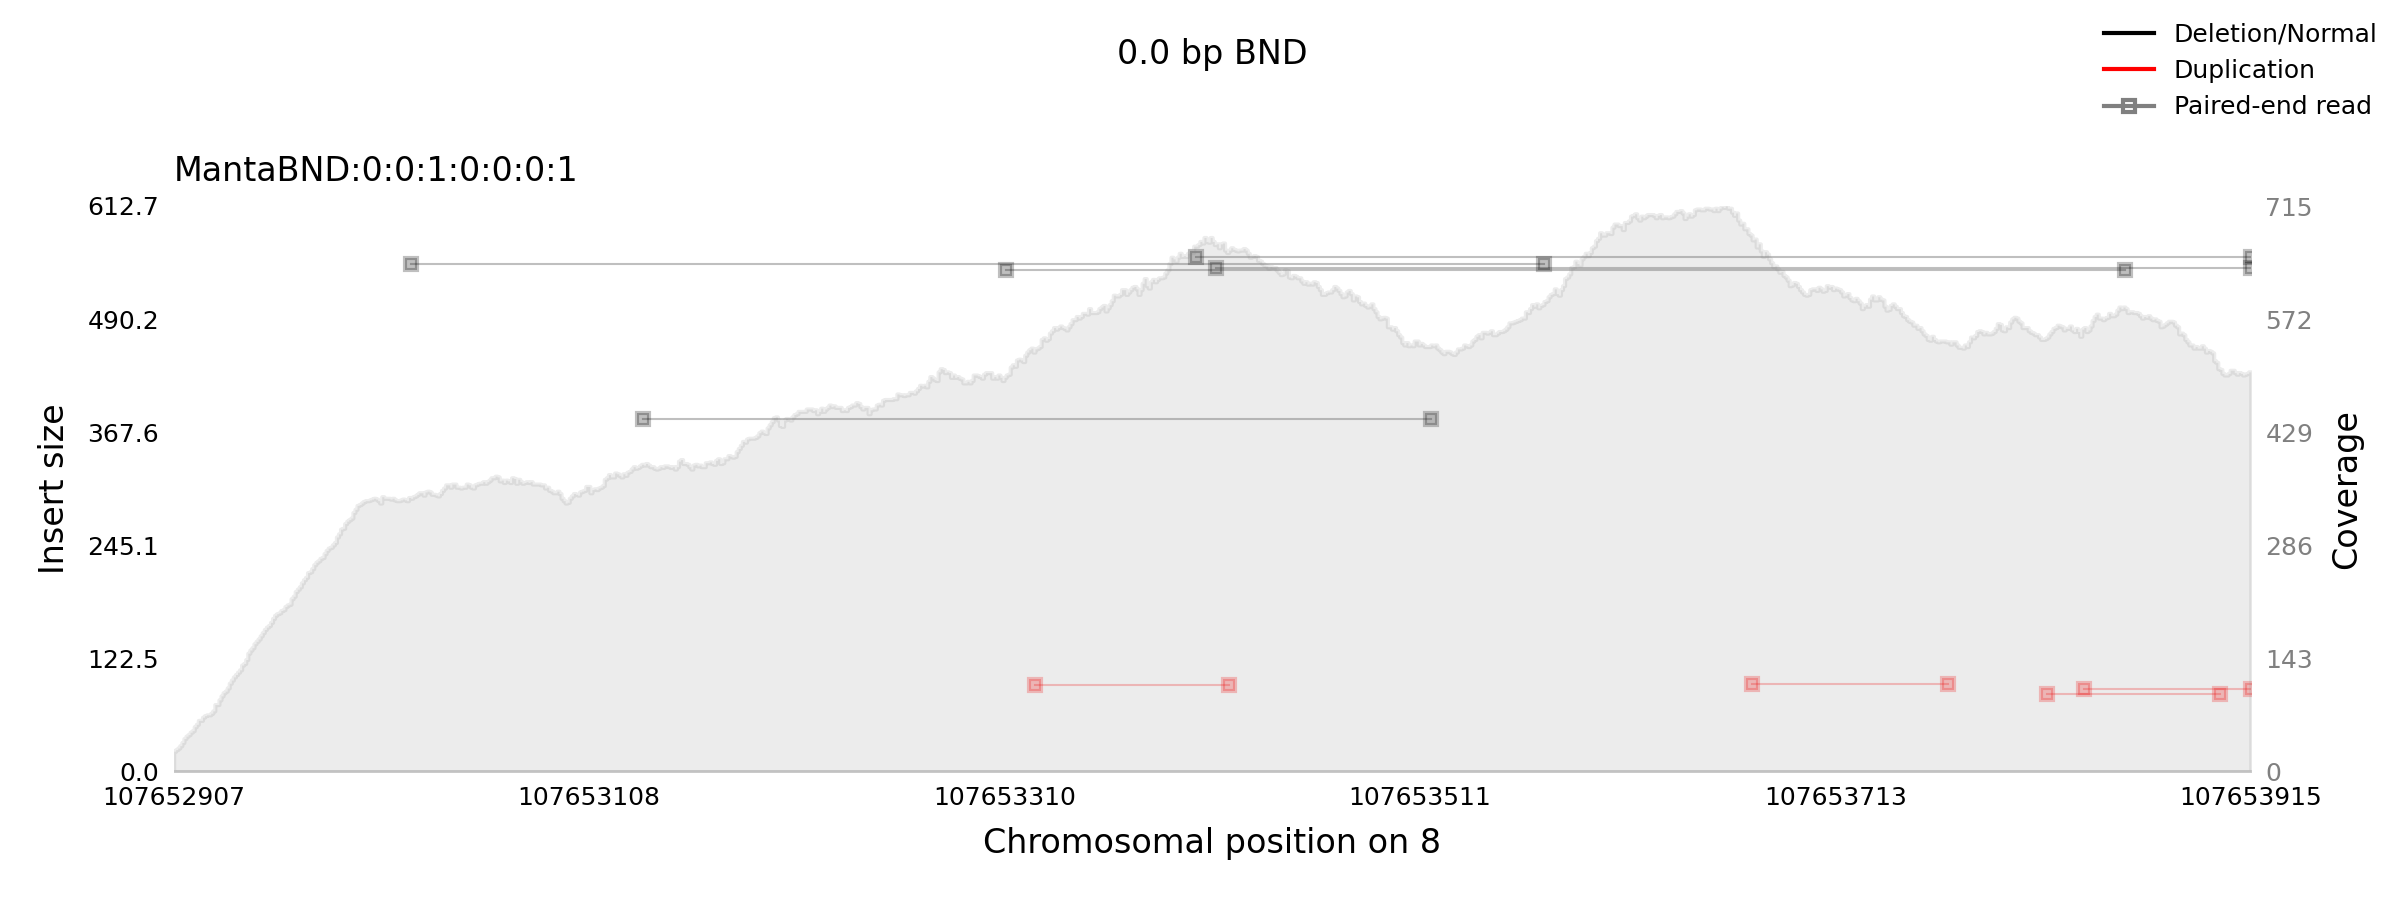 0.0 bp BND
Deletion/Normal
Duplication
Paired-end read
MantaBND:0:0:1:0:0:0:1
612.7
490.2
367.6
245.1
122.5
0.0
Insert size
715
572
429
286
143
0
Coverage
107652907 107653108 107653310 107653511 107653713 107653915
Chromosomal position on 8